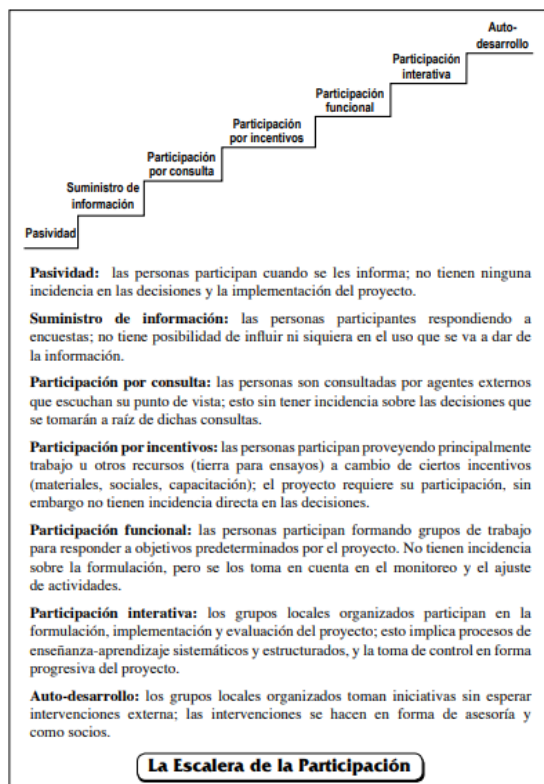 Auto-
desarrollo
Participación
interativa
Participación
funcional
Participación
por incentivos
Participación
por consulta
Suministro de
información
Pasividad
Pasividad: las personas participan cuando se les informa; no tienen ninguna
incidencia en las decisiones y la implementación del proyecto.
Suministro de información: las personas participantes respondiendo a
encuestas; no tiene posibilidad de influir ni siquiera en el uso que se va a dar de
la información.
Participación por consulta: las personas son consultadas por agentes externos
que escuchan su punto de vista; esto sin tener incidencia sobre las decisiones que
se tomarán a raíz de dichas consultas.
Participación por incentivos: las personas participan proveyendo principalmente
trabajo u otros recursos (tierra para ensayos) a cambio de ciertos incentivos
(materiales, sociales, capacitación); el proyecto requiere su participación, sin
embargo no tienen incidencia directa en las decisiones.
Participación funcional: las personas participan formando grupos de trabajo
para responder a objetivos predeterminados por el proyecto. No tienen incidencia
sobre la formulación, pero se los toma en cuenta en el monitoreo y el ajuste
de actividades.
Participación interativa: los grupos locales organizados participan en la
formulación, implementación y evaluación del proyecto; esto implica procesos de
enseñanza-aprendizaje sistemáticos y estructurados, y la toma de control en forma
progresiva del proyecto.
Auto-desarrollo: los grupos locales organizados toman iniciativas sin esperar
intervenciones externa; las intervenciones se hacen en forma de asesoría y
como socios.
La Escalera de la Participación